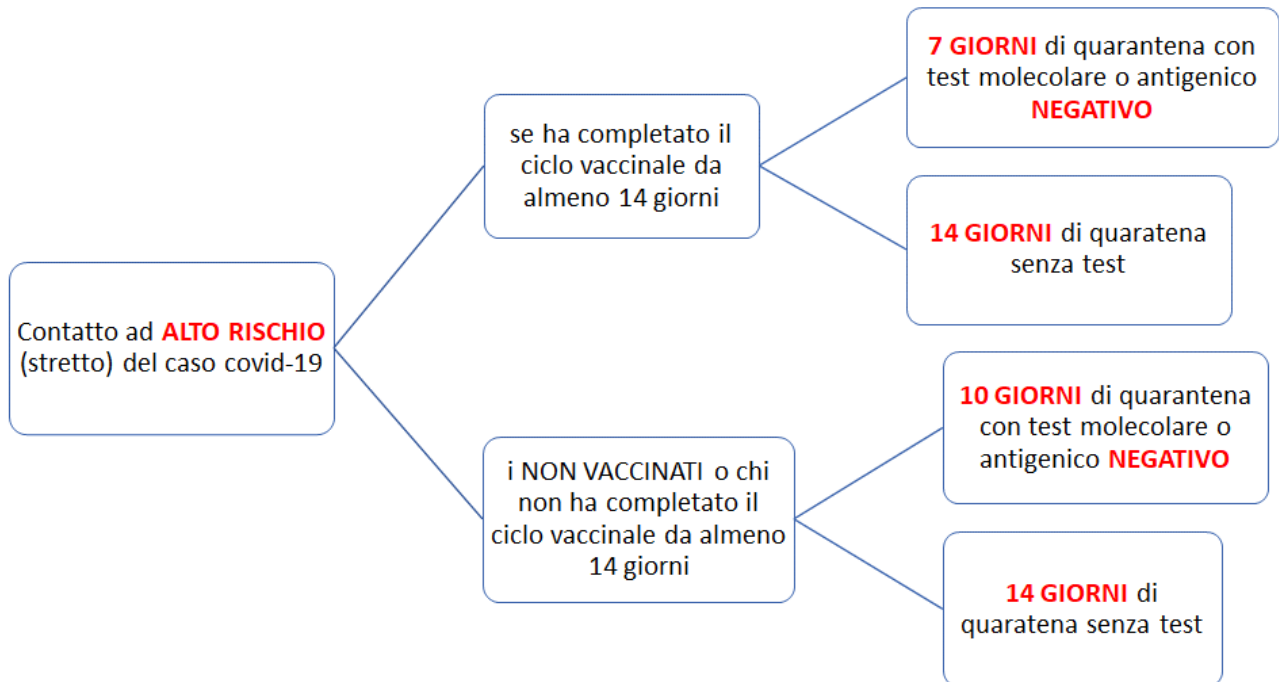 Contatto ad ALTO RISCHIO
(stretto) del caso covid-19
se ha completato il
ciclo vaccinale da
almeno 14 giorni
7 GIORNI di quarantena con
test molecolare o antigenico
NEGATIVO
14 GIORNI di quaratena
senza test
i NON VACCINATI o chi
non ha completato il
ciclo vaccinale da almeno
14 giorni
10 GIORNI di quarantena
con test molecolare o
antigenico NEGATIVO
14 GIORNI di
quaratena senza test